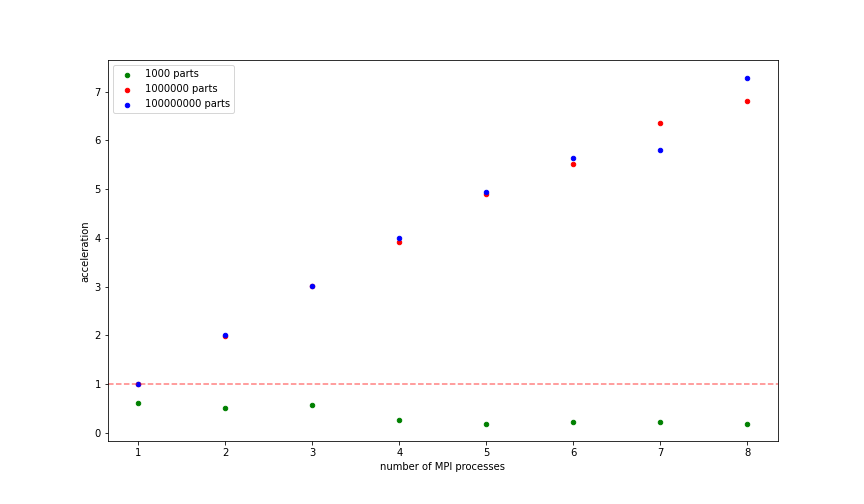 1000 parts
1000000 parts
100000000 parts
7
6
5
4
3
2
1
0
acceleration
1 2 3 4 5 6 7 8
number of MPI processes